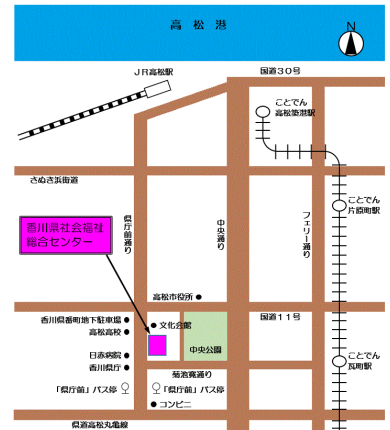 高松港
N
JR高松駅
国道30号
ことでん
高松築港駅
さぬき浜街道
ことでん
片原町駅
香川県社会福祉
総合センター
県庁前通り
中央通り
フェリー通り
高松市役所
香川県番町地下駐車場
文化会館
国道11号
高松高校
日赤病院
中央公園
香川県庁
ことでん
瓦町駅
菊池寛通り
「県庁前」バス停
「県庁前」バス停
コンビニ
県道高松丸亀線